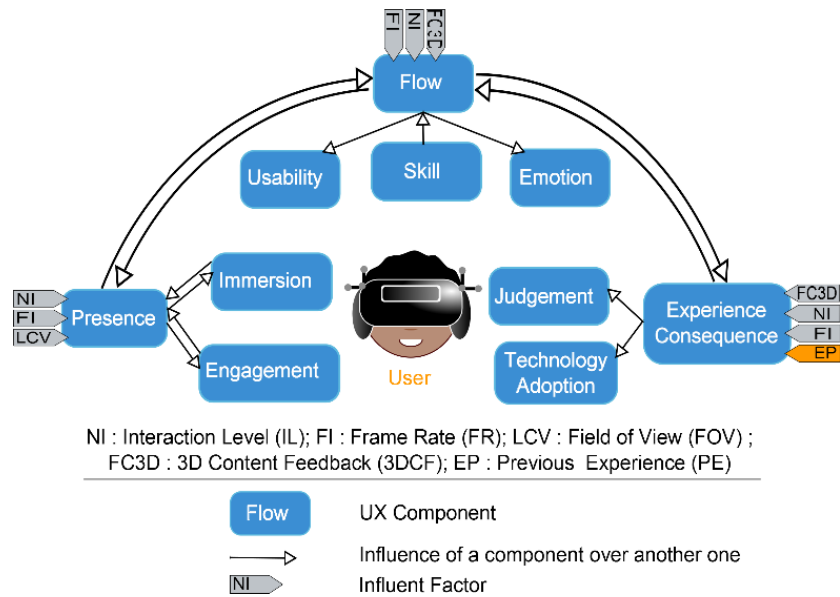 FI NI FC3D
Flow
Usability Skill Emotion
NI
FI
LCV
Presence
Immersion
Engagement
User
Judgement
Technology
Adoption
Experience
Consequence
FC3D
NI
FI
EP
NI : Interaction Level (IL); FI : Frame Rate (FR); LCV : Field of View (FOV) ;
FC3D : 3D Content Feedback (3DCF); EP : Previous Experience (PE)
Flow UX Component
Influence of a component over another one
NI Influent Factor